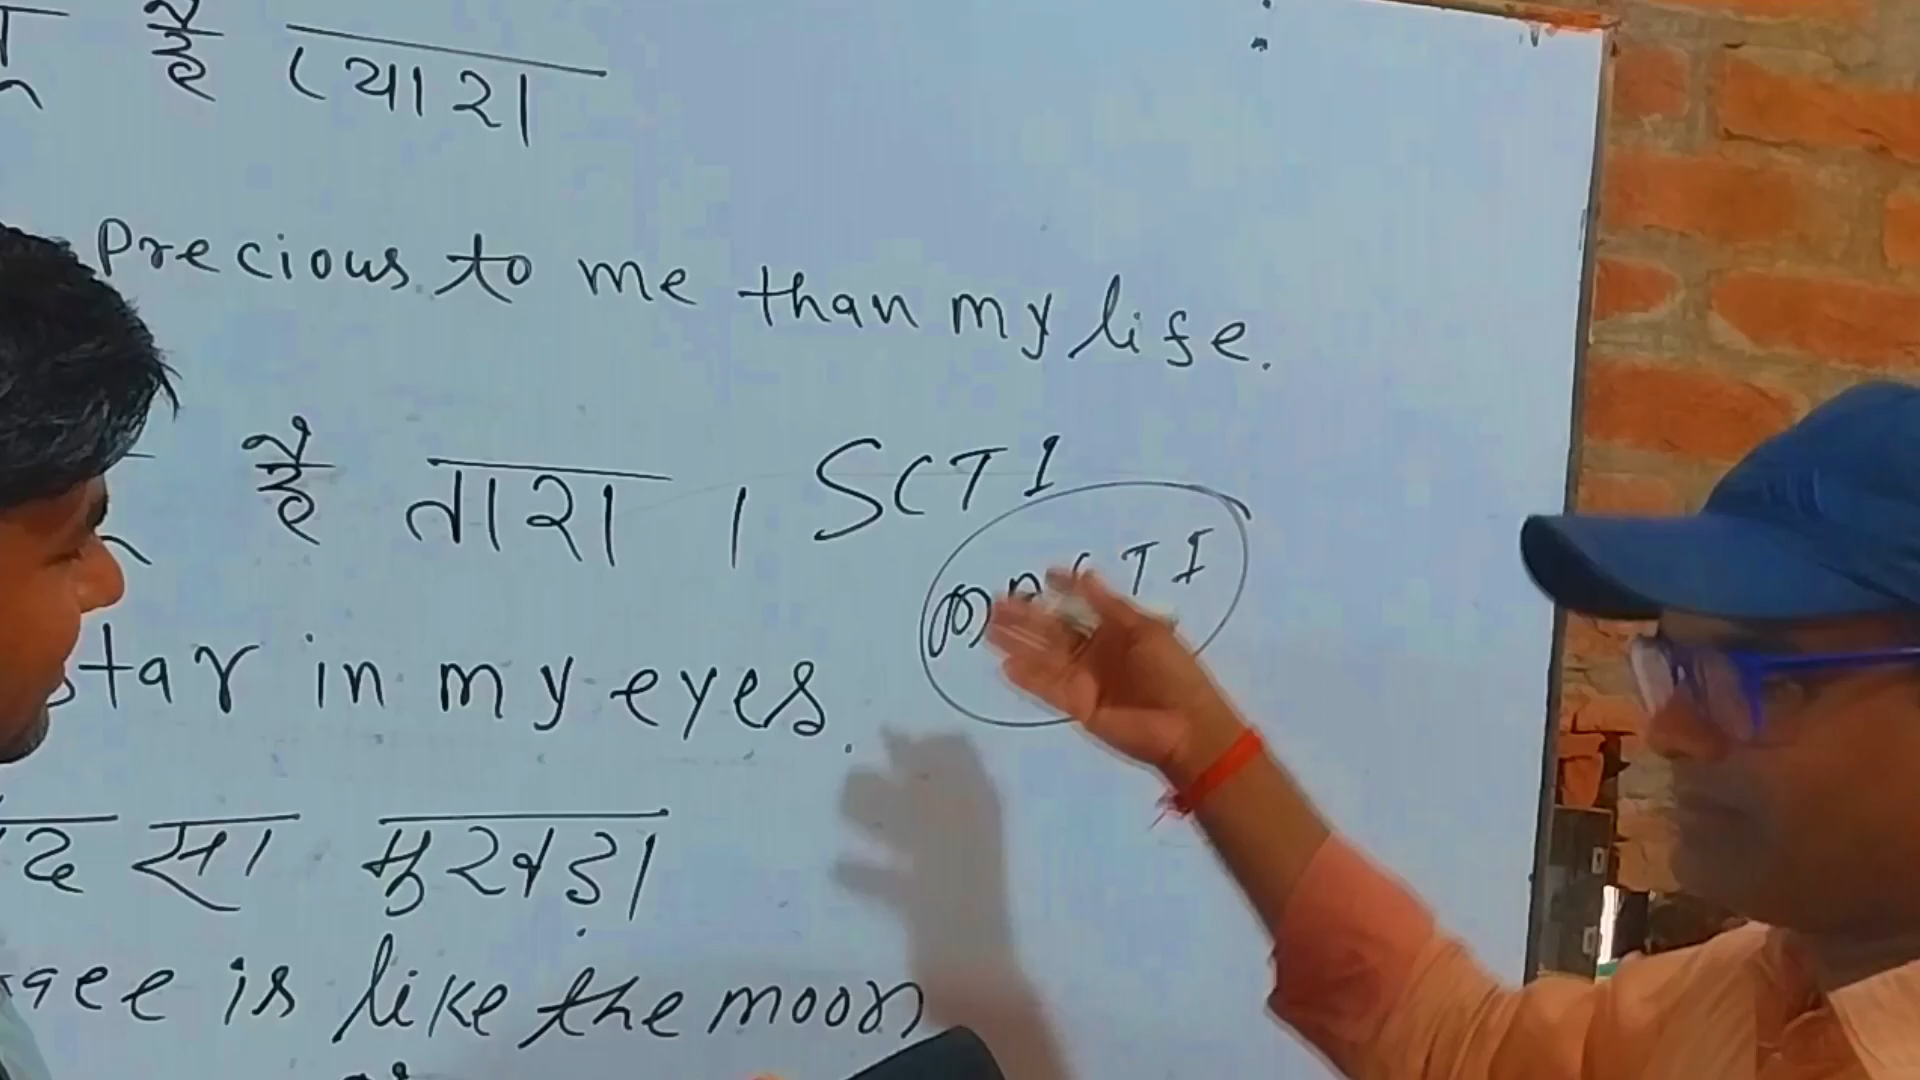 है प्यारा
Precious to me than my life.
है तारा । SCTI
star in my eyes.
सा मुखड़ा
is like the moon